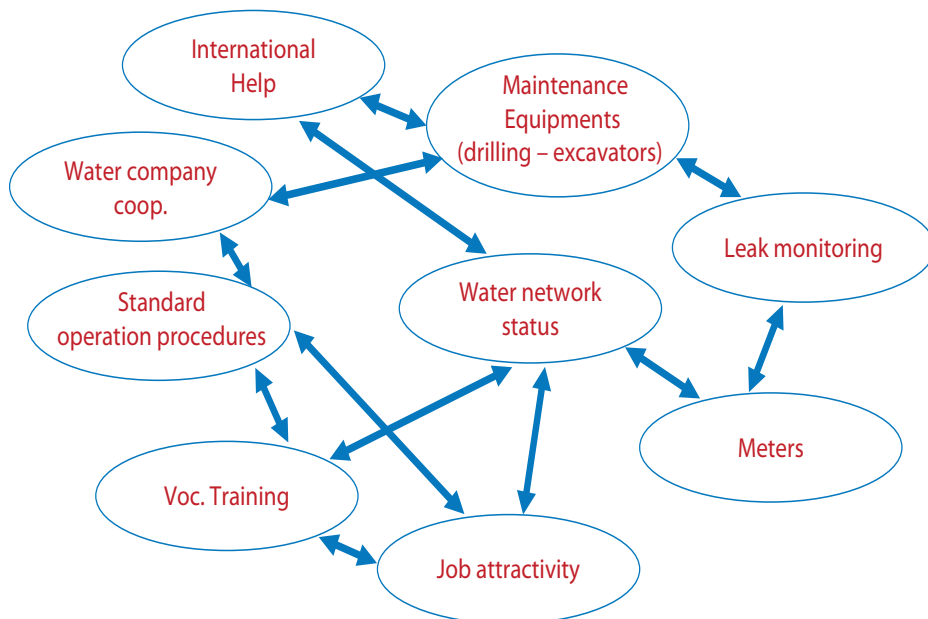 International
Help
Maintenance
Equipments
(drilling – excavators)
Water company
coop.
Leak monitoring
Standard
operation procedures
Water network
status
Meters
Voc. Training
Job attractivity